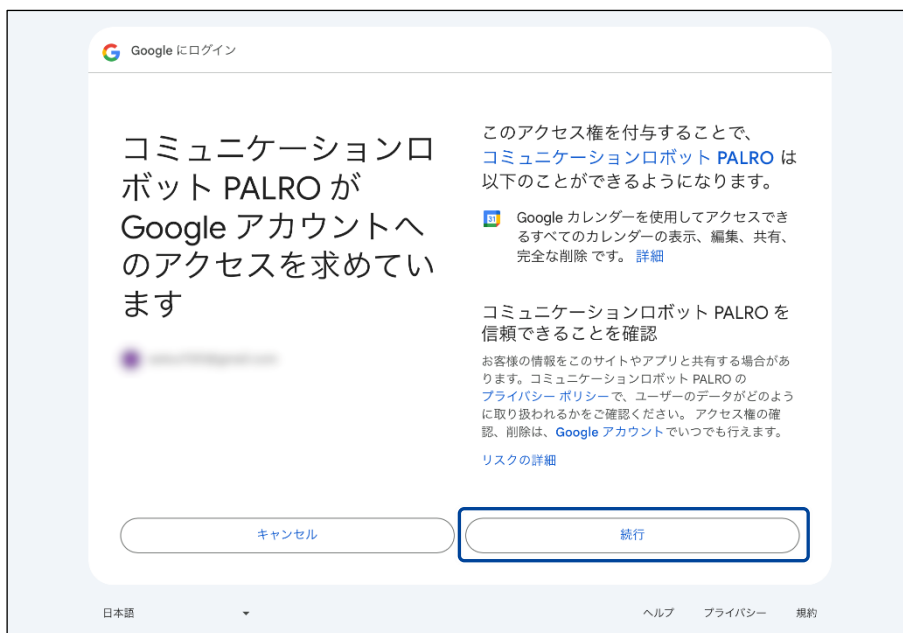 Google にログイン
コミュニケーションロ
ボット PALRO が
Google アカウントへ
のアクセスを求めてい
ます
このアクセス権を付与することで、
コミュニケーションロボット PALRO は
以下のことができるようになります。
31
Google カレンダーを使用してアクセスでき
るすべてのカレンダーの表示、編集、共有、
完全な削除 です。 詳細
コミュニケーションロボット PALRO を
信頼できることを確認
お客様の情報をこのサイトやアプリと共有する場合があ
ります。コミュニケーションロボット PALRO の
プライバシー ポリシーで、ユーザーのデータがどのよう
に取り扱われるかをご確認ください。 アクセス権の確
認、削除は、Google アカウントでいつでも行えます。
リスクの詳細
キャンセル
続行
日本語
ヘルプ プライバシー 規約